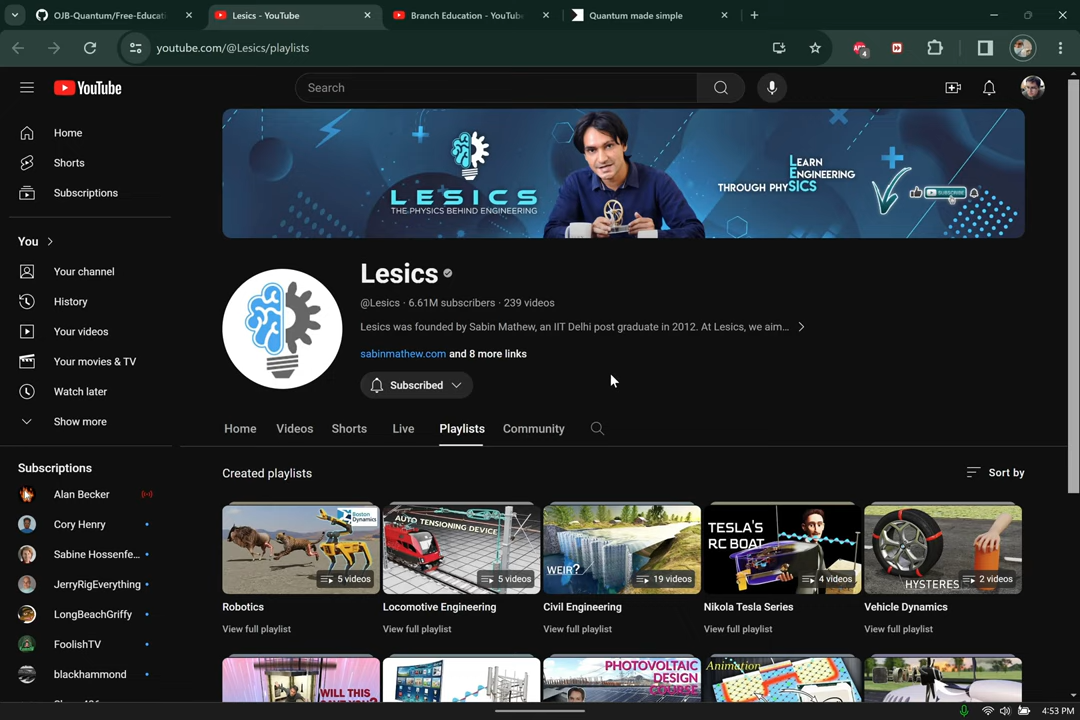 OJB-Quantum/Free-Educati
Lesics - YouTube
Branch Education - YouTube
Quantum made simple
youtube.com/@Lesics/playlists
4
YouTube
Search
LESICS
THE PHYSICS BEHIND ENGINEERING
LEARN
ENGINEERING
THROUGH PHYSICS
SUBSCRIBE
Home
Shorts
Subscriptions
You
Your channel
History
Your videos
Your movies & TV
Watch later
Show more
Subscriptions
Alan Becker
Cory Henry
Sabine Hossenfe...
JerryRigEverything
LongBeachGriffy
FoolishTV
blackhammond
Lesics
@Lesics · 6.61M subscribers · 239 videos
Lesics was founded by Sabin Mathew, an IIT Delhi post graduate in 2012. At Lesics, we aim...
sabinmathew.com and 8 more links
Subscribed
Home
Videos
Shorts
Live
Playlists
Community
Created playlists
Sort by
Boston
Dynamics
5 videos
Robotics
View full playlist
AUTO TENSIONING DEVICE
5 videos
Locomotive Engineering
View full playlist
WEIR?
19 videos
Civil Engineering
View full playlist
TESLA'S
RC BOAT
4 videos
Nikola Tesla Series
View full playlist
HYSTERES
2 videos
Vehicle Dynamics
View full playlist
WILL THIS
PHOTOVOLTAIC
DESIGN
COURSE
Animation
4:53 PM